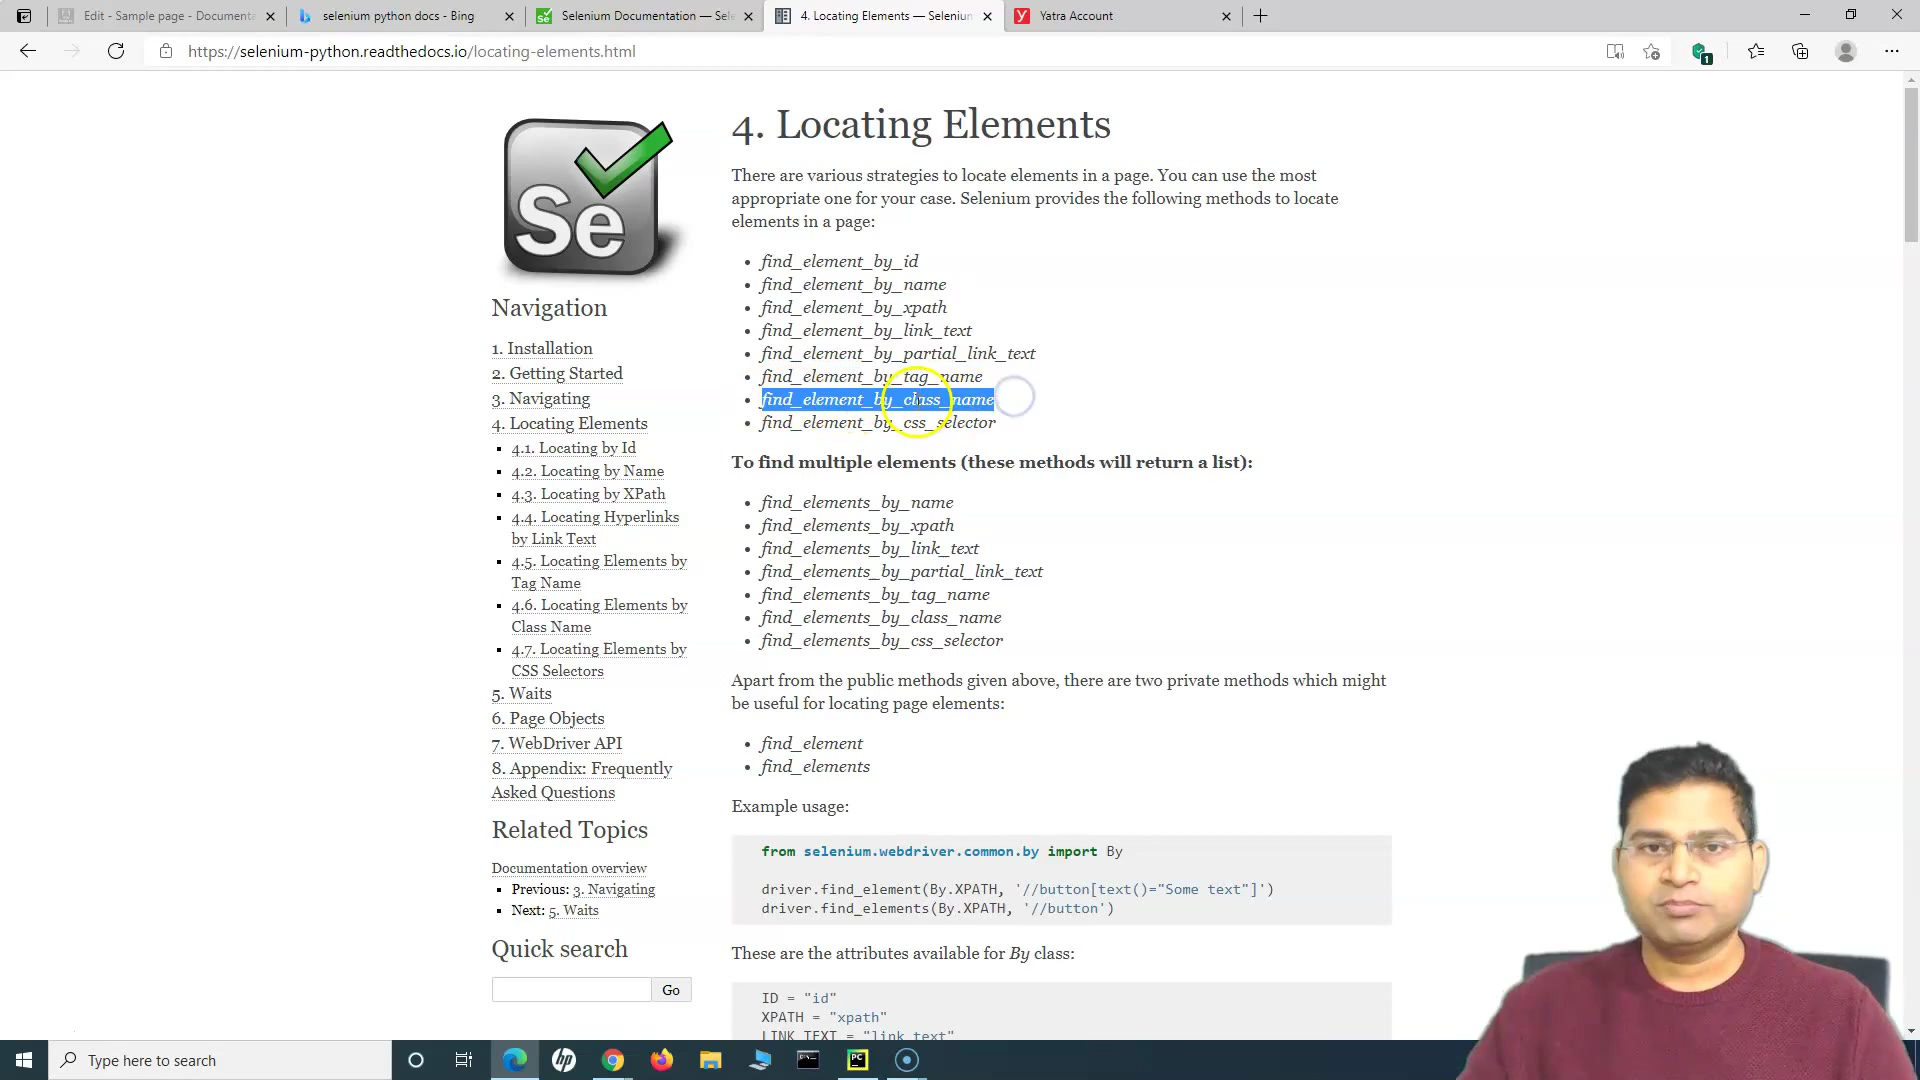 Edit - Sample page - Documenta
selenium python docs - Bing
Selenium Documentation — Sele
4. Locating Elements — Selenium
Yatra Account
https://selenium-python.readthedocs.io/locating-elements.html
1
Se
Navigation
1. Installation
2. Getting Started
3. Navigating
4. Locating Elements
4.1. Locating by Id
4.2. Locating by Name
4.3. Locating by XPath
4.4. Locating Hyperlinks
by Link Text
4.5. Locating Elements by
Tag Name
4.6. Locating Elements by
Class Name
4.7. Locating Elements by
CSS Selectors
5. Waits
6. Page Objects
7. WebDriver API
8. Appendix: Frequently
Asked Questions
Related Topics
Documentation overview
Previous: 3. Navigating
Next: 5. Waits
Quick search
Go
4. Locating Elements
There are various strategies to locate elements in a page. You can use the most
appropriate one for your case. Selenium provides the following methods to locate
elements in a page:
find_element_by_id
find_element_by_name
find_element_by_xpath
find_element_by_link_text
find_element_by_partial_link_text
find_element_by_tag_name
find_element_by_class_name
find_element_by_css_selector
To find multiple elements (these methods will return a list):
find_elements_by_name
find_elements_by_xpath
find_elements_by_link_text
find_elements_by_partial_link_text
find_elements_by_tag_name
find_elements_by_class_name
find_elements_by_css_selector
Apart from the public methods given above, there are two private methods which might
be useful for locating page elements:
find_element
find_elements
Example usage:
from selenium.webdriver.common.by import By
driver.find_element(By.XPATH, '//button[text()="Some text"]')
driver.find_elements(By.XPATH, '//button')
These are the attributes available for By class:
ID = "id"
XPATH = "xpath"
LINK_TEXT = "link text"
Type here to search
hp
PC